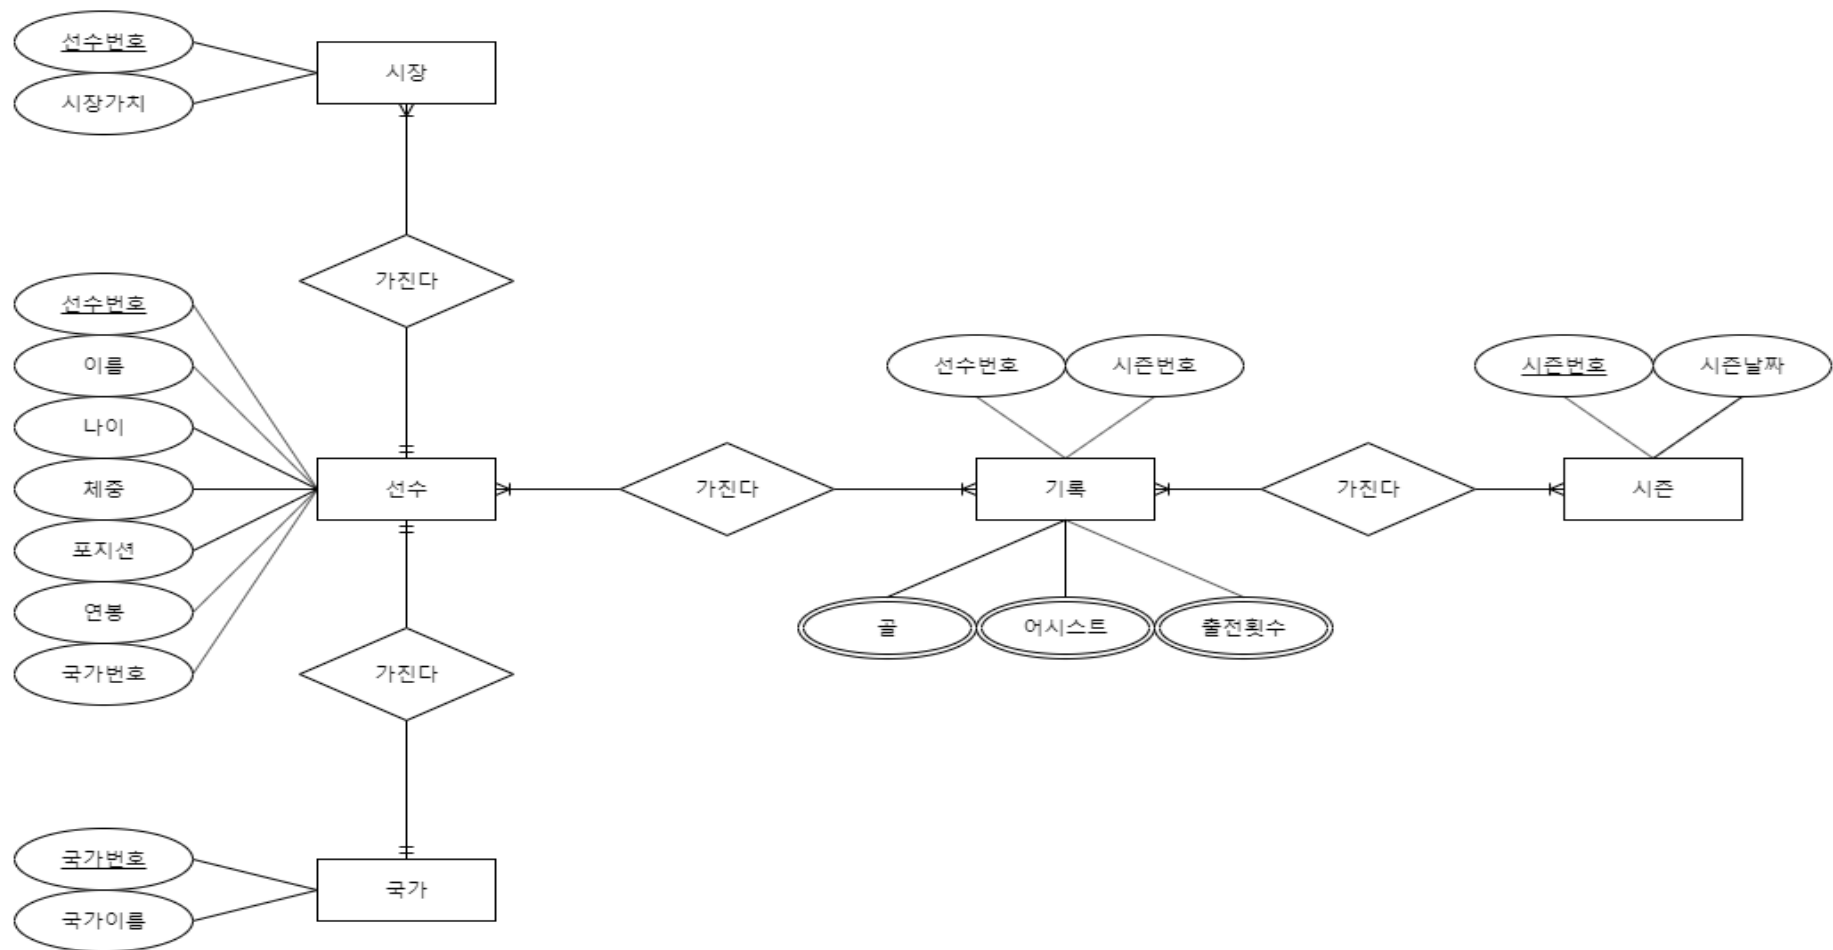 선수번호
시장
시장가치
가진다
선수번호
이름
나이
체중
포지션
연봉
국가번호
선수
가진다
선수번호
시즌번호
기록
골
어시스트
출전횟수
가진다
시즌번호
시즌날짜
시즌
가진다
국가번호
국가이름
국가